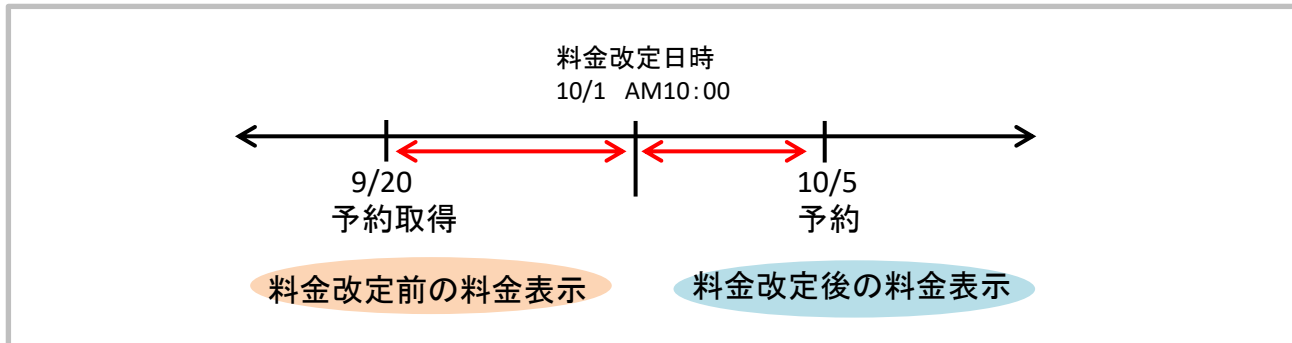 料金改定日時
10/1 AM10:00
9/20
予約取得
10/5
予約
料金改定前の料金表示
料金改定後の料金表示